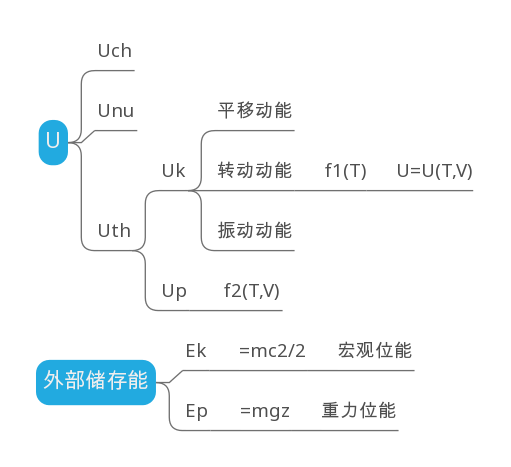 Uch
Unu
平移动能
U
Uk
转动动能 f1(T) U=U(T,V)
Uth
振动动能
Up f2(T,V)
Ek =mc2/2 宏观位能
外部储存能
Ep =mgz 重力位能